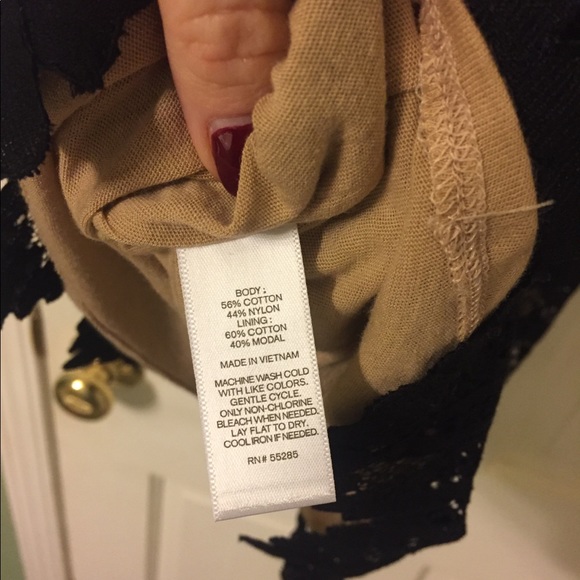 BODY :
56% COTTON
44% NYLON
LINING :
60% COTTON
40% MODAL
MADE IN VIETNAM
MACHINE WASH COLD
WITH LIKE COLORS.
GENTLE CYCLE.
ONLY NON-CHLORINE
BLEACH WHEN NEEDED.
LAY FLAT TO DRY.
COOL IRON IF NEEDED.
RN# 55285